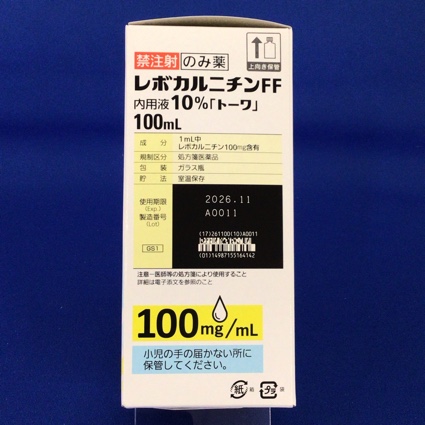 禁注射 のみ薬
上向き保管
レボカルニチンFF
内用液10%「トーワ」
100mL
成分 1mL中
レボカルニチン100mg含有
規制区分 処方箋医薬品
包装 ガラス瓶
貯法 室温保存
使用期限 2026.11
(Exp.)
製造番号 A0011
(Lot)
(17)261100(10)A0011
GS1
(01)14987155164142
注意-医師等の処方箋により使用すること
詳細は電子添文を参照のこと
100mg/mL
小児の手の届かない所に
保管してください。
紙 箱 プラ 袋